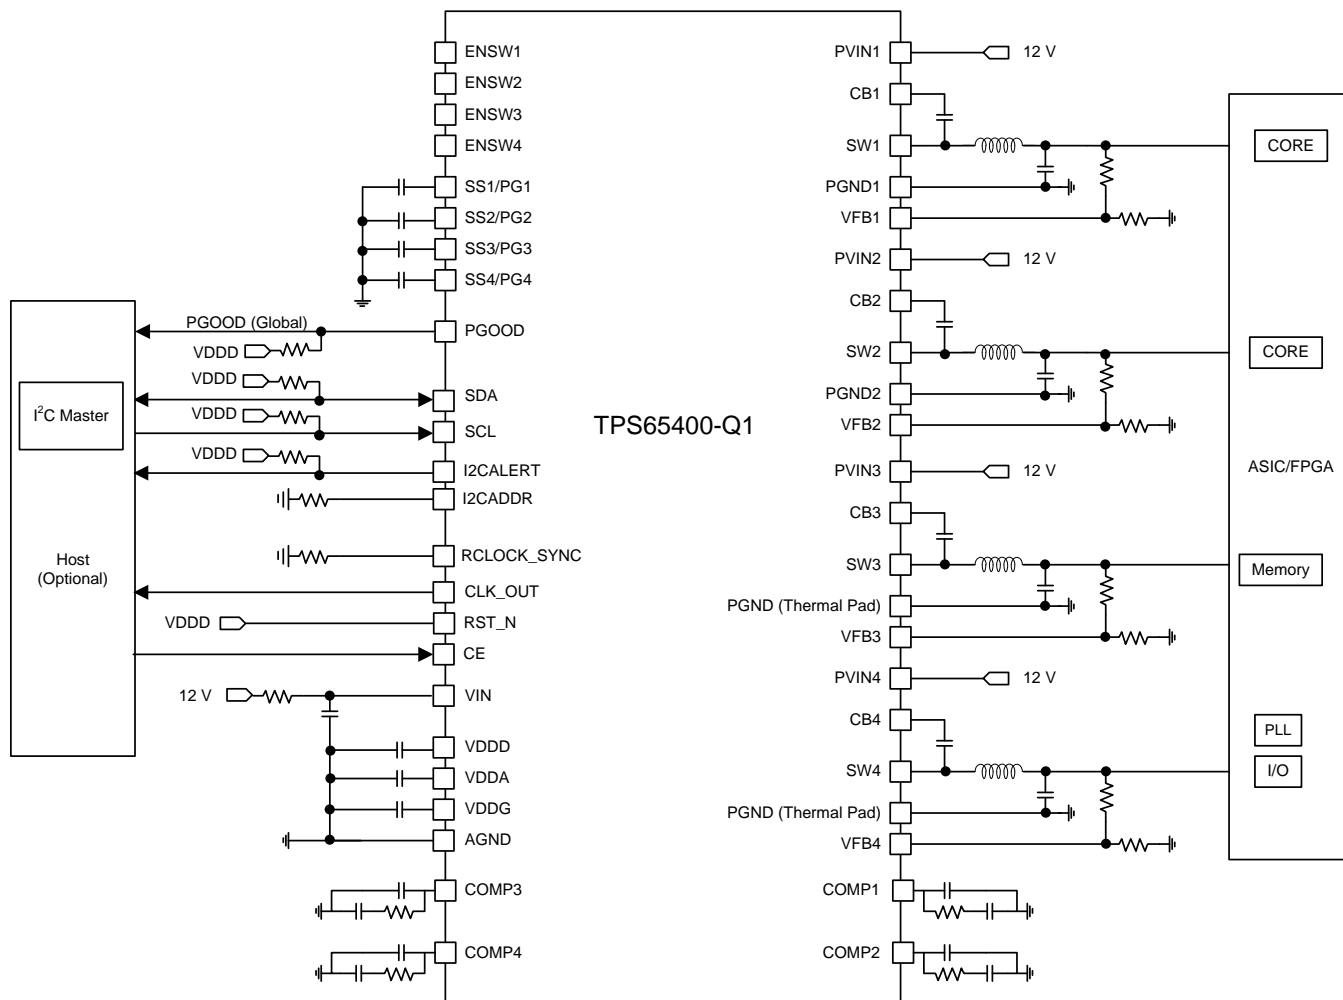 ENSW1
ENSW2
ENSW3
ENSW4
SS1/PG1
SS2/PG2
SS3/PG3
SS4/PG4
PGOOD (Global)
PGOOD
VDDD
VDDD
SDA
VDDD
SCL
VDDD
I2CALERT
I2CADDR
I²C Master
Host
(Optional)
RCLOCK_SYNC
CLK_OUT
VDDD
RST_N
CE
12 V
VIN
VDDD
VDDA
VDDG
AGND
COMP3
COMP4
TPS65400-Q1
PVIN1
12 V
CB1
SW1
PGND1
VFB1
PVIN2
12 V
CB2
SW2
PGND2
VFB2
PVIN3
12 V
CB3
SW3
PGND (Thermal Pad)
VFB3
PVIN4
12 V
CB4
SW4
PGND (Thermal Pad)
VFB4
COMP1
COMP2
CORE
CORE
ASIC/FPGA
Memory
PLL
I/O